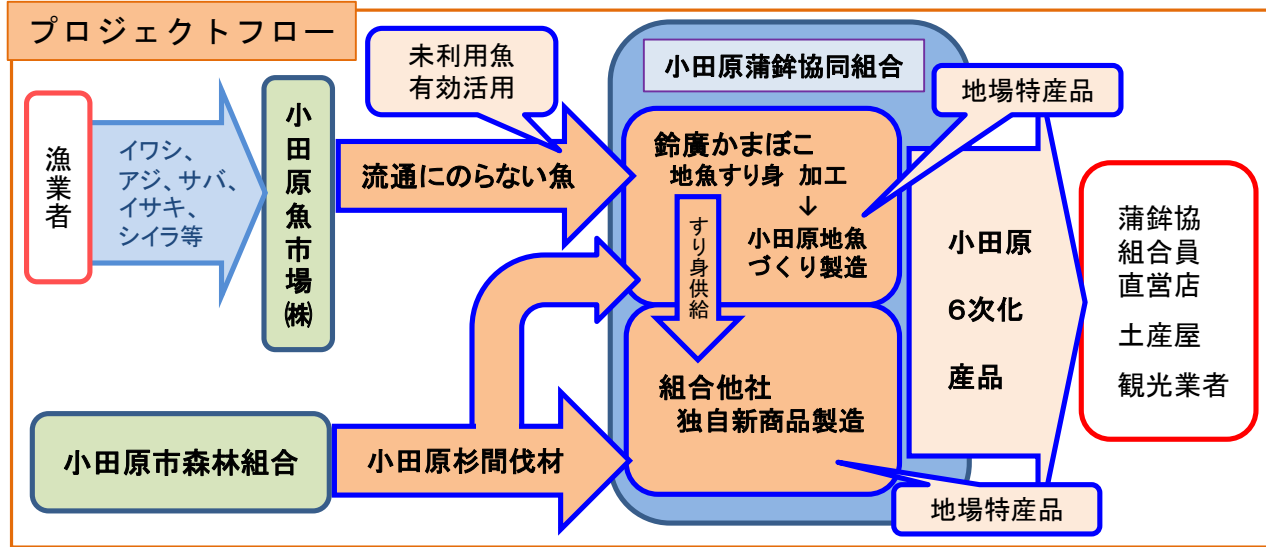 プロジェクトフロー
漁業者
イワシ、
アジ、サバ、
イサキ、
シイラ等
小田原魚市場㈱
未利用魚
有効活用
流通にのらない魚
小田原市森林組合
小田原杉間伐材
小田原蒲鉾協同組合
鈴廣かまぼこ
地魚すり身 加工
↓
小田原地魚
づくり製造
すり身供給
組合他社
独自新商品製造
地場特産品
地場特産品
小田原
6次化
産品
蒲鉾協
組合員
直営店
土産屋
観光業者